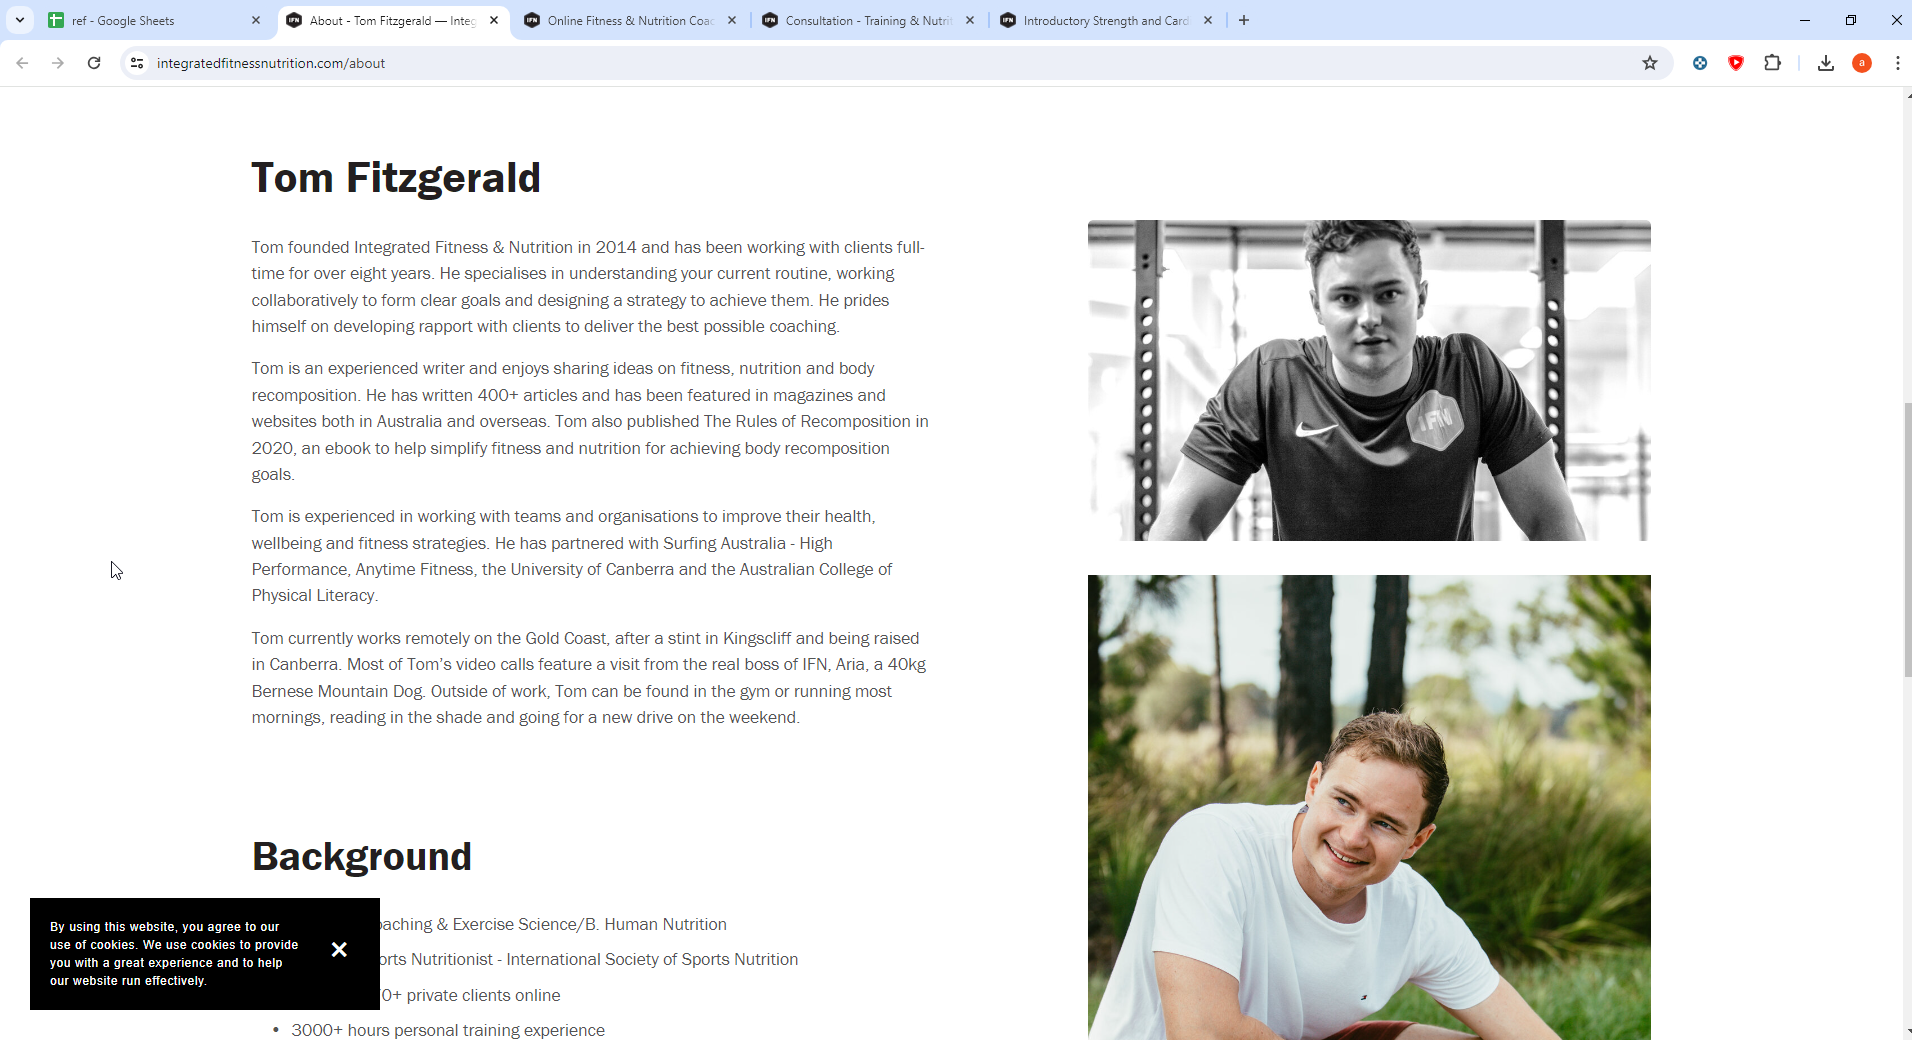 ref - Google Sheets
About - Tom Fitzgerald — Integ
Online Fitness & Nutrition Coac
Consultation - Training & Nutri
Introductory Strength and Card
integratedfitnessnutrition.com/about
a
Tom Fitzgerald
Tom founded Integrated Fitness & Nutrition in 2014 and has been working with clients full-
time for over eight years. He specialises in understanding your current routine, working
collaboratively to form clear goals and designing a strategy to achieve them. He prides
himself on developing rapport with clients to deliver the best possible coaching.
Tom is an experienced writer and enjoys sharing ideas on fitness, nutrition and body
recomposition. He has written 400+ articles and has been featured in magazines and
websites both in Australia and overseas. Tom also published The Rules of Recomposition in
2020, an ebook to help simplify fitness and nutrition for achieving body recomposition
goals.
Tom is experienced in working with teams and organisations to improve their health,
wellbeing and fitness strategies. He has partnered with Surfing Australia - High
Performance, Anytime Fitness, the University of Canberra and the Australian College of
Physical Literacy.
Tom currently works remotely on the Gold Coast, after a stint in Kingscliff and being raised
in Canberra. Most of Tom’s video calls feature a visit from the real boss of IFN, Aria, a 40kg
Bernese Mountain Dog. Outside of work, Tom can be found in the gym or running most
mornings, reading in the shade and going for a new drive on the weekend.
IFN
Background
oaching & Exercise Science/B. Human Nutrition
orts Nutritionist - International Society of Sports Nutrition
0+ private clients online
• 3000+ hours personal training experience
By using this website, you agree to our
use of cookies. We use cookies to provide
you with a great experience and to help
our website run effectively.